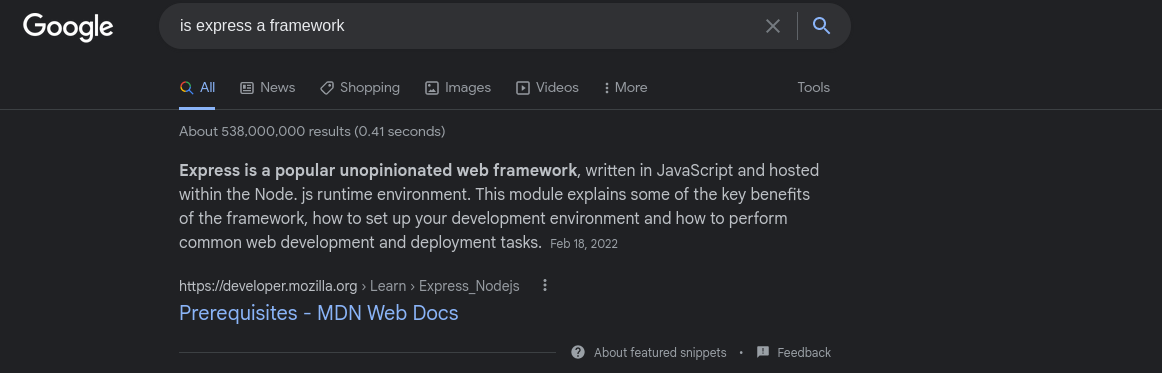 Google
is express a framework
All News Shopping Images Videos More Tools
About 538,000,000 results (0.41 seconds)
Express is a popular unopinionated web framework, written in JavaScript and hosted
within the Node. js runtime environment. This module explains some of the key benefits
of the framework, how to set up your development environment and how to perform
common web development and deployment tasks. Feb 18, 2022
https://developer.mozilla.org › Learn › Express_Nodejs
Prerequisites - MDN Web Docs
About featured snippets • Feedback